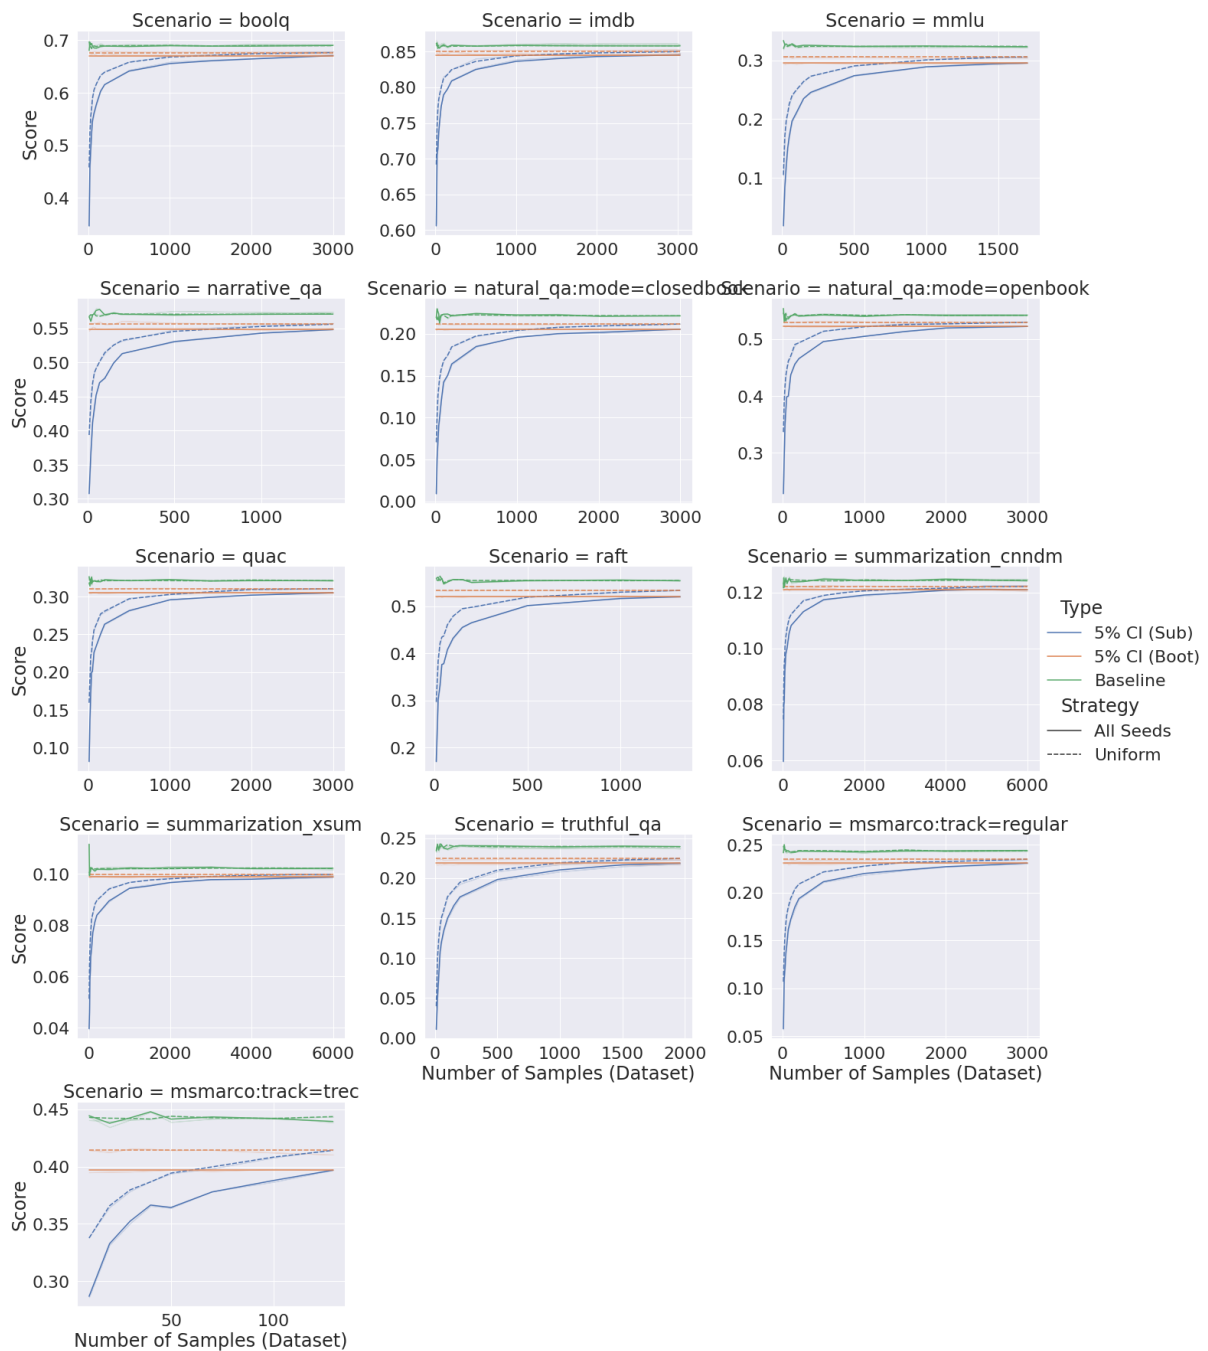 Scenario = boolq
Score
0.7
0.6
0.5
0.4
0 1000 2000 3000
Scenario = imdb
0.85
0.80
0.75
0.70
0.65
0.60
0 1000 2000 3000
Scenario = mmlu
0.3
0.2
0.1
0 500 1000 1500
Scenario = narrative_qa
Score
0.55
0.50
0.45
0.40
0.35
0.30
0 500 1000
Scenario = natural_qa:mode=closedbook
0.20
0.15
0.10
0.05
0.00
0 1000 2000 3000
Scenario = natural_qa:mode=openbook
0.5
0.4
0.3
0 1000 2000 3000
Scenario = quac
Score
0.30
0.25
0.20
0.15
0.10
0 1000 2000 3000
Scenario = raft
0.5
0.4
0.3
0.2
0 500 1000
Scenario = summarization_cnndm
0.12
0.10
0.08
0.06
0 2000 4000 6000
Type
5% CI (Sub)
5% CI (Boot)
Baseline
Strategy
All Seeds
Uniform
Scenario = summarization_xsum
Score
0.10
0.08
0.06
0.04
0 2000 4000 6000
Scenario = truthful_qa
0.25
0.20
0.15
0.10
0.05
0.00
0 500 1000 1500 2000
Number of Samples (Dataset)
Scenario = msmarco:track=regular
0.25
0.20
0.15
0.10
0.05
0 1000 2000 3000
Number of Samples (Dataset)
Scenario = msmarco:track=trec
Score
0.45
0.40
0.35
0.30
50 100
Number of Samples (Dataset)